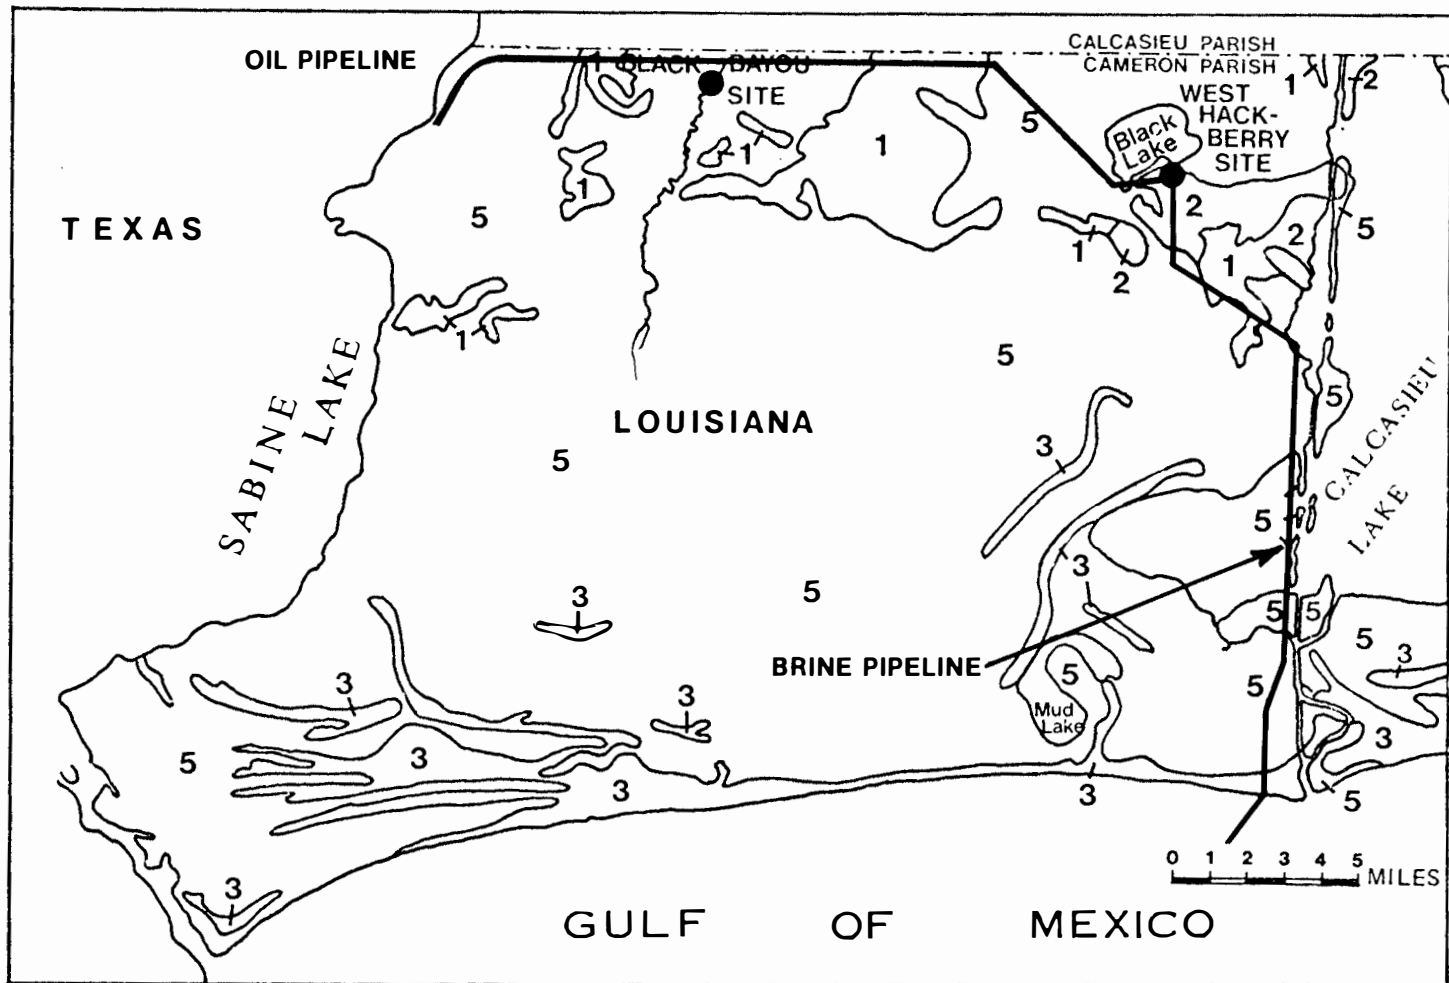 CALCASIEU PARISH
CAMERON PARISH
OIL PIPELINE
1 BLACK BAYOU
SITE
1
2
WEST
HACK-
BERRY
SITE
Black
Lake
5
1
1
1
2
5
TEXAS
5
2
1
2
1
1
5
SABINE
LAKE
LOUISIANA
5
CALCASIEU
LAKE
3
5
5
3
5
3
5
5
5
3
BRINE PIPELINE
5
5
3
3
Mud
Lake
3
5
3
3
3
5
0 1 2 3 4 5
MILES
3
GULF OF MEXICO